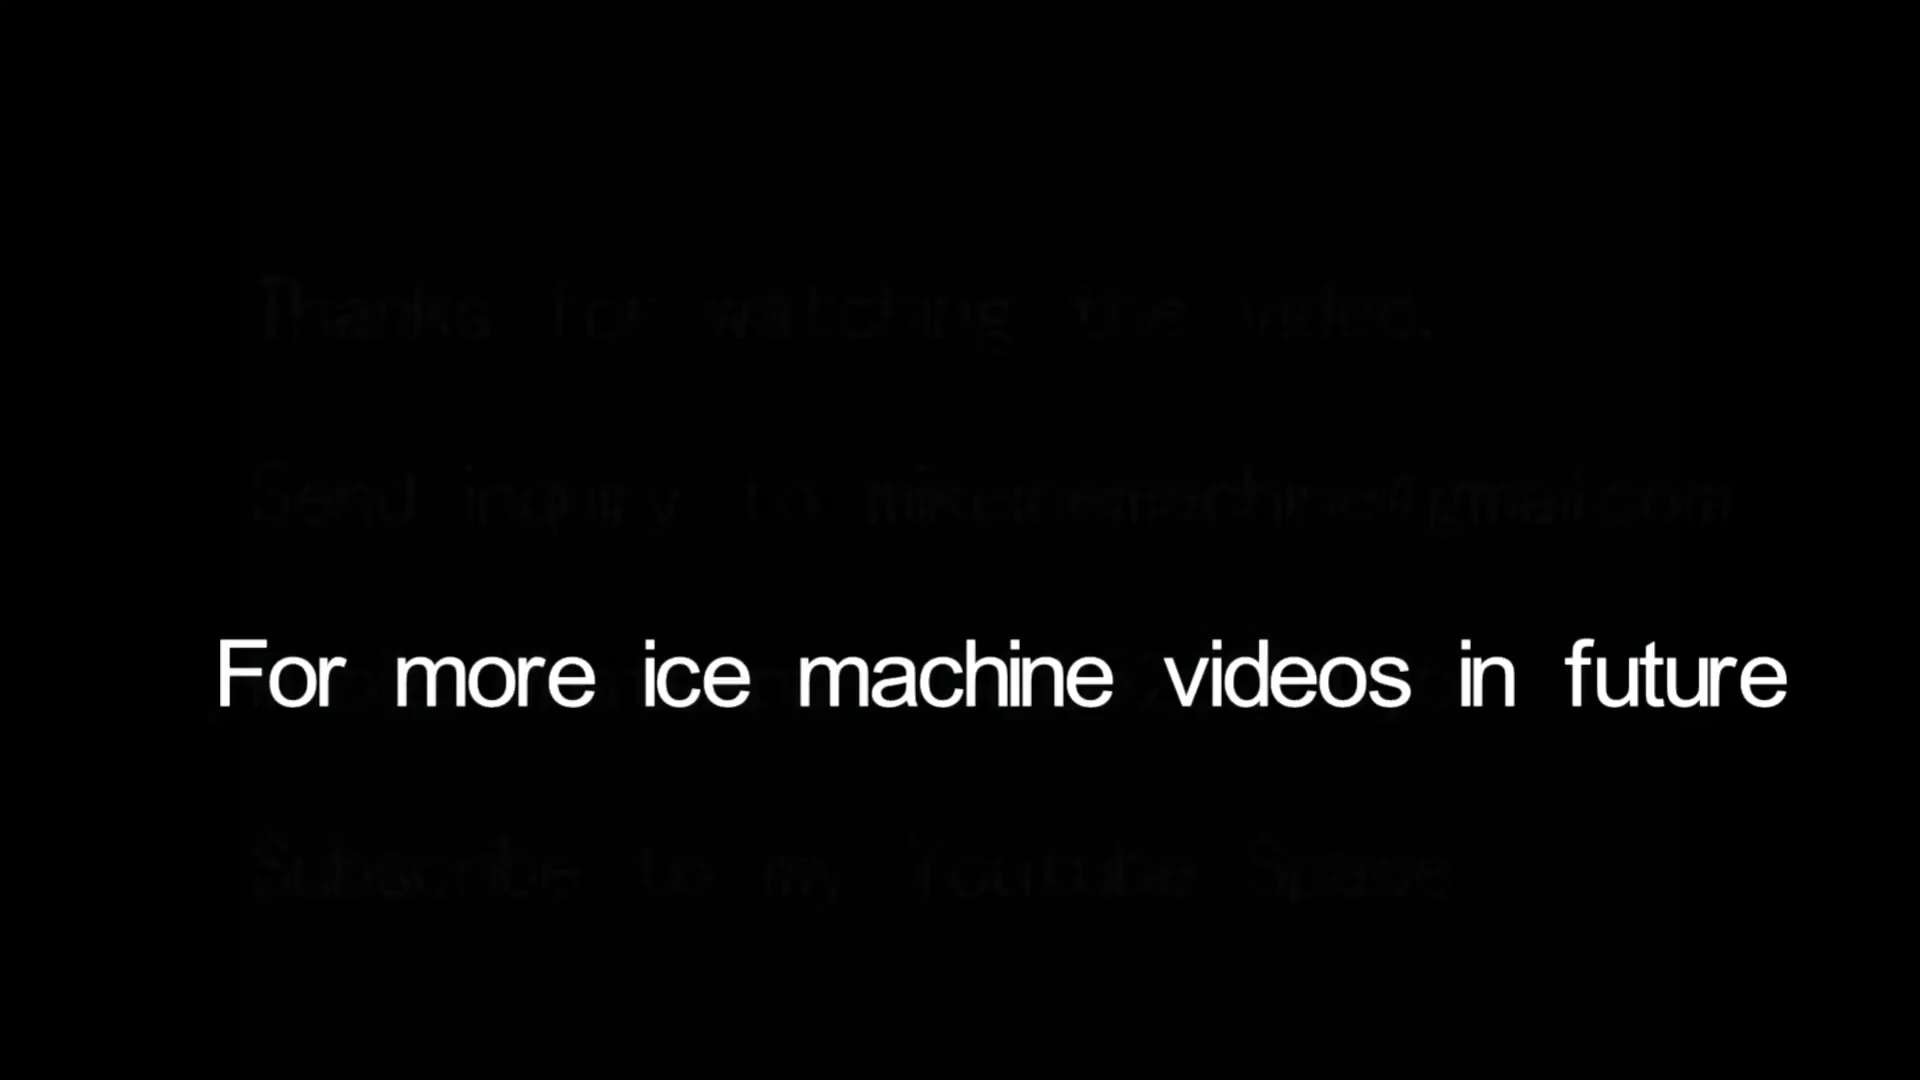 Thanks for watching the video.
Send inquiry to
For more ice machine videos in future
Subscribe to my Youtube Space